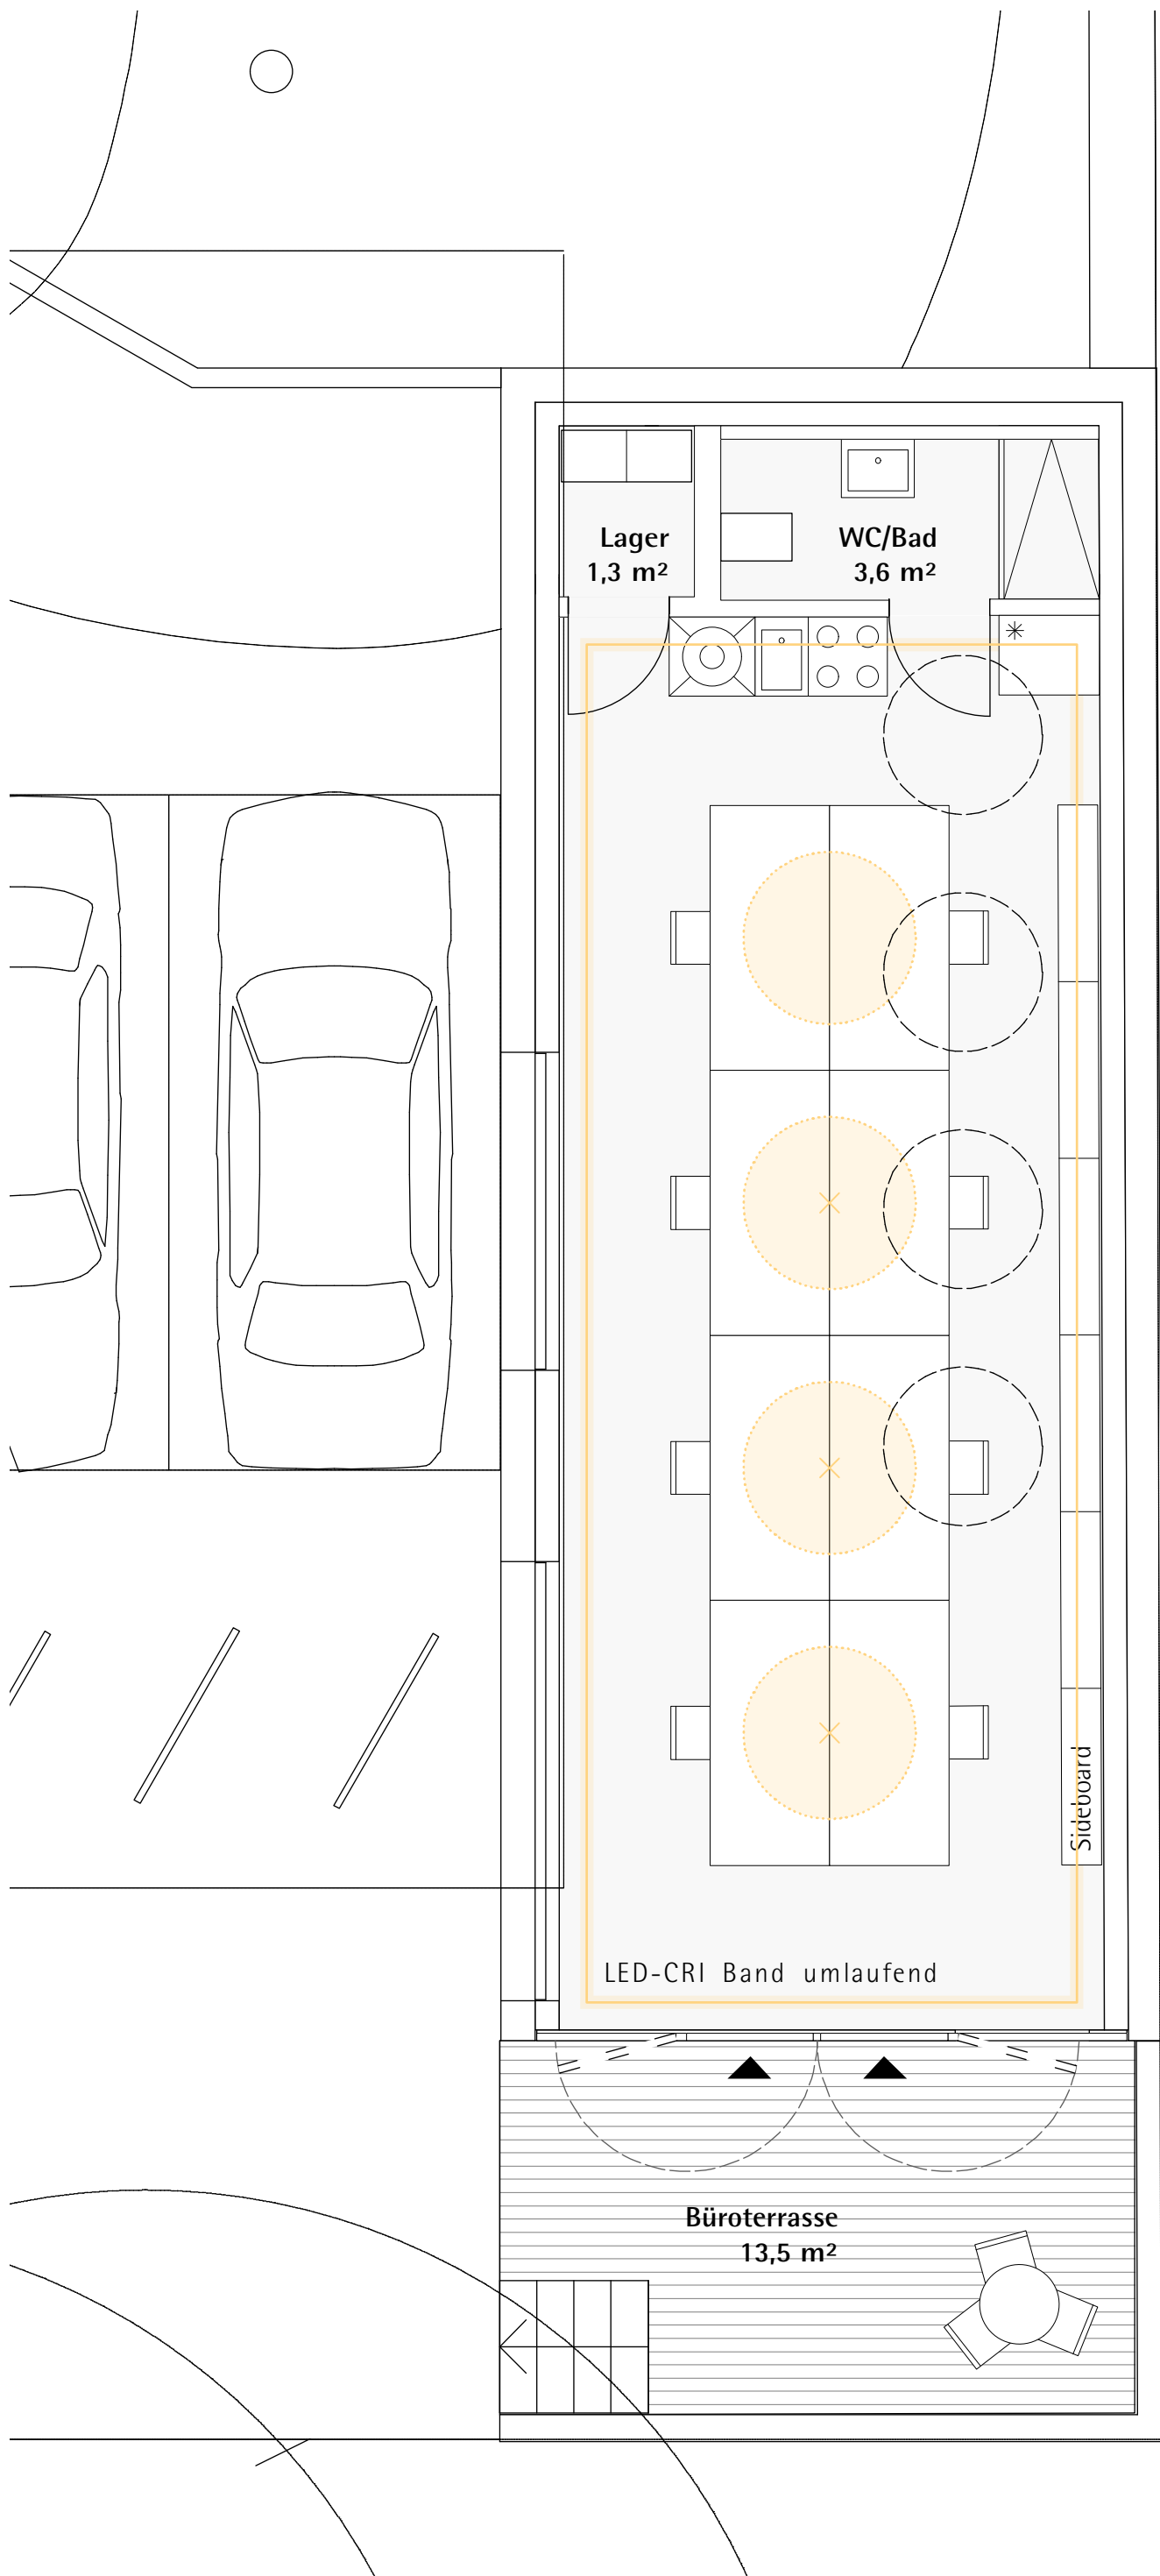 Lager
1,3 m²
WC/Bad
3,6 m²
Sideboard
LED-CRI Band umlaufend
Büroterrasse
13,5 m²